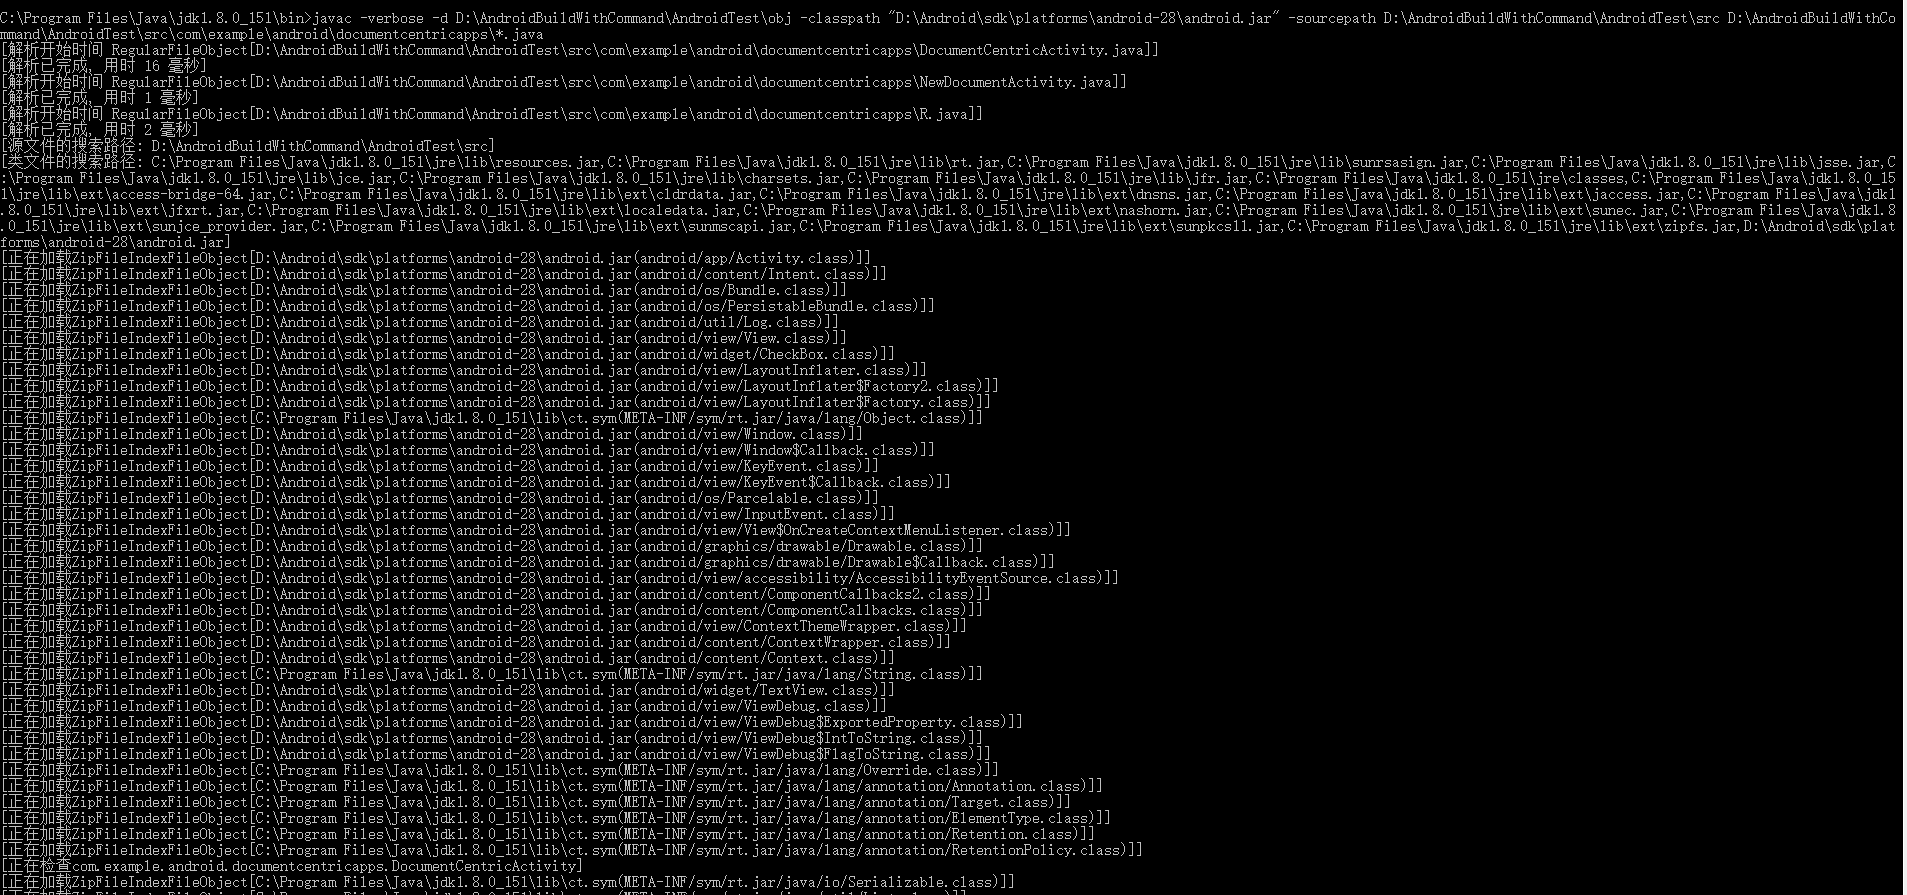 C:\Program Files\Java\jdk1.8.0_151\bin>javac -verbose -d D:\AndroidBuildWithCommand\AndroidTest\obj -classpath "D:\Android\sdk\platforms\android-28\android.jar" -sourcepath D:\AndroidBuildWithCommand\AndroidTest\src D:\AndroidBuildWithCo
mmand\AndroidTest\src\com\example\android\documentcentricapps\*.java
[解析开始时间 RegularFileObject[D:\AndroidBuildWithCommand\AndroidTest\src\com\example\android\documentcentricapps\DocumentCentricActivity.java]]
[解析已完成, 用时 16 毫秒]
[解析开始时间 RegularFileObject[D:\AndroidBuildWithCommand\AndroidTest\src\com\example\android\documentcentricapps\NewDocumentActivity.java]]
[解析已完成, 用时 1 毫秒]
[解析开始时间 RegularFileObject[D:\AndroidBuildWithCommand\AndroidTest\src\com\example\android\documentcentricapps\R.java]]
[解析已完成, 用时 2 毫秒]
[源文件的搜索路径: D:\AndroidBuildWithCommand\AndroidTest\src]
[类文件的搜索路径: C:\Program Files\Java\jdk1.8.0_151\jre\lib\resources.jar,C:\Program Files\Java\jdk1.8.0_151\jre\lib\rt.jar,C:\Program Files\Java\jdk1.8.0_151\jre\lib\sunrsasign.jar,C:\Program Files\Java\jdk1.8.0_151\jre\lib\jsse.jar,C
:\Program Files\Java\jdk1.8.0_151\jre\lib\jce.jar,C:\Program Files\Java\jdk1.8.0_151\jre\lib\charsets.jar,C:\Program Files\Java\jdk1.8.0_151\jre\lib\jfr.jar,C:\Program Files\Java\jdk1.8.0_151\jre\classes,C:\Program Files\Java\jdk1.8.0_15
1\jre\lib\ext\access-bridge-64.jar,C:\Program Files\Java\jdk1.8.0_151\jre\lib\ext\cldrdata.jar,C:\Program Files\Java\jdk1.8.0_151\jre\lib\ext\dnsns.jar,C:\Program Files\Java\jdk1.8.0_151\jre\lib\ext\jaccess.jar,C:\Program Files\Java\jdk1
.8.0_151\jre\lib\ext\jfxrt.jar,C:\Program Files\Java\jdk1.8.0_151\jre\lib\ext\localedata.jar,C:\Program Files\Java\jdk1.8.0_151\jre\lib\ext\nashorn.jar,C:\Program Files\Java\jdk1.8.0_151\jre\lib\ext\sunec.jar,C:\Program Files\Java\jdk1.8
.0_151\jre\lib\ext\sunjce_provider.jar,C:\Program Files\Java\jdk1.8.0_151\jre\lib\ext\sunmscapi.jar,C:\Program Files\Java\jdk1.8.0_151\jre\lib\ext\sunpkcs11.jar,C:\Program Files\Java\jdk1.8.0_151\jre\lib\ext\zipfs.jar,D:\Android\sdk\plat
forms\android-28\android.jar]
[正在加载ZipFileIndexFileObject[D:\Android\sdk\platforms\android-28\android.jar(android/app/Activity.class)]]
[正在加载ZipFileIndexFileObject[D:\Android\sdk\platforms\android-28\android.jar(android/content/Intent.class)]]
[正在加载ZipFileIndexFileObject[D:\Android\sdk\platforms\android-28\android.jar(android/os/Bundle.class)]]
[正在加载ZipFileIndexFileObject[D:\Android\sdk\platforms\android-28\android.jar(android/os/PersistableBundle.class)]]
[正在加载ZipFileIndexFileObject[D:\Android\sdk\platforms\android-28\android.jar(android/util/Log.class)]]
[正在加载ZipFileIndexFileObject[D:\Android\sdk\platforms\android-28\android.jar(android/view/View.class)]]
[正在加载ZipFileIndexFileObject[D:\Android\sdk\platforms\android-28\android.jar(android/widget/CheckBox.class)]]
[正在加载ZipFileIndexFileObject[D:\Android\sdk\platforms\android-28\android.jar(android/view/LayoutInflater.class)]]
[正在加载ZipFileIndexFileObject[D:\Android\sdk\platforms\android-28\android.jar(android/view/LayoutInflater$Factory2.class)]]
[正在加载ZipFileIndexFileObject[D:\Android\sdk\platforms\android-28\android.jar(android/view/LayoutInflater$Factory.class)]]
[正在加载ZipFileIndexFileObject[C:\Program Files\Java\jdk1.8.0_151\lib\ct.sym(META-INF/sym/rt.jar/java/lang/Object.class)]]
[正在加载ZipFileIndexFileObject[D:\Android\sdk\platforms\android-28\android.jar(android/view/Window.class)]]
[正在加载ZipFileIndexFileObject[D:\Android\sdk\platforms\android-28\android.jar(android/view/Window$Callback.class)]]
[正在加载ZipFileIndexFileObject[D:\Android\sdk\platforms\android-28\android.jar(android/view/KeyEvent.class)]]
[正在加载ZipFileIndexFileObject[D:\Android\sdk\platforms\android-28\android.jar(android/view/KeyEvent$Callback.class)]]
[正在加载ZipFileIndexFileObject[D:\Android\sdk\platforms\android-28\android.jar(android/os/Parcelable.class)]]
[正在加载ZipFileIndexFileObject[D:\Android\sdk\platforms\android-28\android.jar(android/view/InputEvent.class)]]
[正在加载ZipFileIndexFileObject[D:\Android\sdk\platforms\android-28\android.jar(android/view/View$OnCreateContextMenuListener.class)]]
[正在加载ZipFileIndexFileObject[D:\Android\sdk\platforms\android-28\android.jar(android/graphics/drawable/Drawable.class)]]
[正在加载ZipFileIndexFileObject[D:\Android\sdk\platforms\android-28\android.jar(android/graphics/drawable/Drawable$Callback.class)]]
[正在加载ZipFileIndexFileObject[D:\Android\sdk\platforms\android-28\android.jar(android/view/accessibility/AccessibilityEventSource.class)]]
[正在加载ZipFileIndexFileObject[D:\Android\sdk\platforms\android-28\android.jar(android/content/ComponentCallbacks2.class)]]
[正在加载ZipFileIndexFileObject[D:\Android\sdk\platforms\android-28\android.jar(android/content/ComponentCallbacks.class)]]
[正在加载ZipFileIndexFileObject[D:\Android\sdk\platforms\android-28\android.jar(android/view/ContextThemeWrapper.class)]]
[正在加载ZipFileIndexFileObject[D:\Android\sdk\platforms\android-28\android.jar(android/content/ContextWrapper.class)]]
[正在加载ZipFileIndexFileObject[D:\Android\sdk\platforms\android-28\android.jar(android/content/Context.class)]]
[正在加载ZipFileIndexFileObject[C:\Program Files\Java\jdk1.8.0_151\lib\ct.sym(META-INF/sym/rt.jar/java/lang/String.class)]]
[正在加载ZipFileIndexFileObject[D:\Android\sdk\platforms\android-28\android.jar(android/widget/TextView.class)]]
[正在加载ZipFileIndexFileObject[D:\Android\sdk\platforms\android-28\android.jar(android/view/ViewDebug.class)]]
[正在加载ZipFileIndexFileObject[D:\Android\sdk\platforms\android-28\android.jar(android/view/ViewDebug$ExportedProperty.class)]]
[正在加载ZipFileIndexFileObject[D:\Android\sdk\platforms\android-28\android.jar(android/view/ViewDebug$IntToString.class)]]
[正在加载ZipFileIndexFileObject[D:\Android\sdk\platforms\android-28\android.jar(android/view/ViewDebug$FlagToString.class)]]
[正在加载ZipFileIndexFileObject[C:\Program Files\Java\jdk1.8.0_151\lib\ct.sym(META-INF/sym/rt.jar/java/lang/Override.class)]]
[正在加载ZipFileIndexFileObject[C:\Program Files\Java\jdk1.8.0_151\lib\ct.sym(META-INF/sym/rt.jar/java/lang/annotation/Annotation.class)]]
[正在加载ZipFileIndexFileObject[C:\Program Files\Java\jdk1.8.0_151\lib\ct.sym(META-INF/sym/rt.jar/java/lang/annotation/Target.class)]]
[正在加载ZipFileIndexFileObject[C:\Program Files\Java\jdk1.8.0_151\lib\ct.sym(META-INF/sym/rt.jar/java/lang/annotation/ElementType.class)]]
[正在加载ZipFileIndexFileObject[C:\Program Files\Java\jdk1.8.0_151\lib\ct.sym(META-INF/sym/rt.jar/java/lang/annotation/Retention.class)]]
[正在加载ZipFileIndexFileObject[C:\Program Files\Java\jdk1.8.0_151\lib\ct.sym(META-INF/sym/rt.jar/java/lang/annotation/RetentionPolicy.class)]]
[正在检查com.example.android.documentcentricapps.DocumentCentricActivity]
[正在加载ZipFileIndexFileObject[C:\Program Files\Java\jdk1.8.0_151\lib\ct.sym(META-INF/sym/rt.jar/java/io/Serializable.class)]]